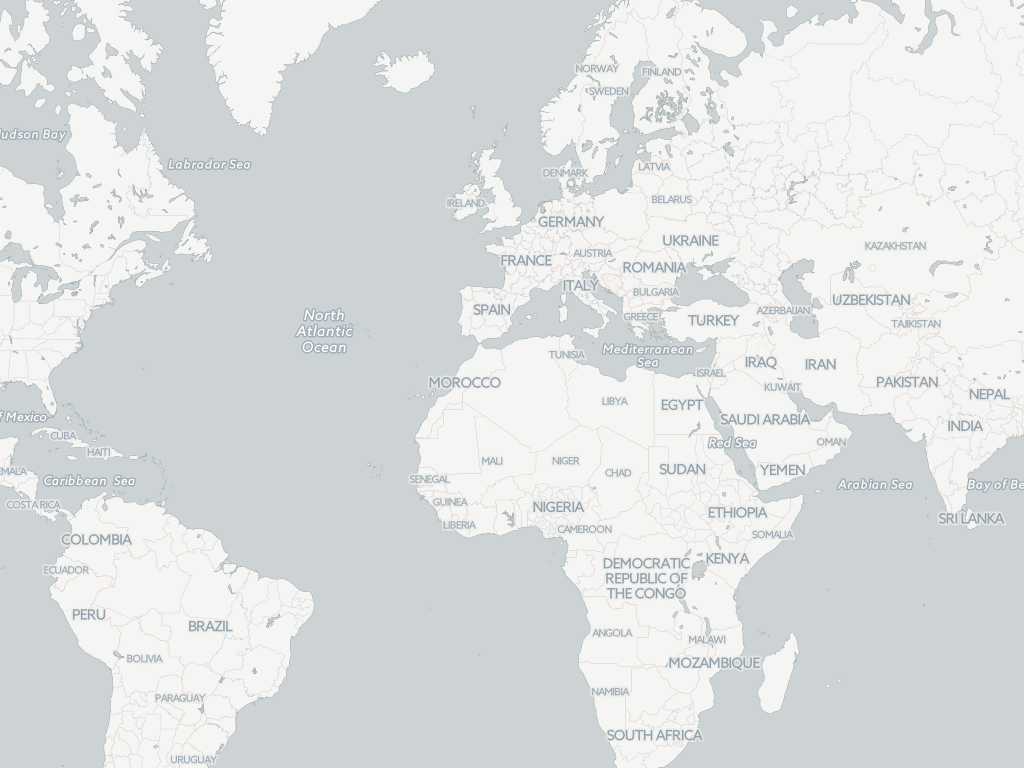 NORWAY
FINLAND
SWEDEN
Hudson Bay
Labrador Sea
LATVIA
DENMARK
BELARUS
IRELAND
GERMANY
UKRAINE
KAZAKHSTAN
AUSTRIA
FRANCE
ROMANIA
ITALY
BULGARIA
UZBEKISTAN
SPAIN
AZERBAIJAN
North
Atlantic
Ocean
GREECE
TURKEY
TAJIKISTAN
Mediterranean
Sea
TUNISIA
IRAQ
IRAN
ISRAEL
MOROCCO
KUWAIT
PAKISTAN
NEPAL
LIBYA
EGYPT
f Mexico
SAUDI ARABIA
INDIA
CUBA
Red Sea
OMAN
HAITI
MALI
NIGER
CHAD
SUDAN
YEMEN
EMALA
Caribbean Sea
SENEGAL
Arabian Sea
Bay of Be
COSTA RICA
GUINEA
NIGERIA
ETHIOPIA
SRI LANKA
LIBERIA
CAMEROON
SOMALIA
COLOMBIA
KENYA
ECUADOR
DEMOCRATIC
REPUBLIC OF
THE CONGO
PERU
BRAZIL
ANGOLA
MALAWI
BOLIVIA
MOZAMBIQUE
PARAGUAY
NAMIBIA
SOUTH AFRICA
URUGUAY